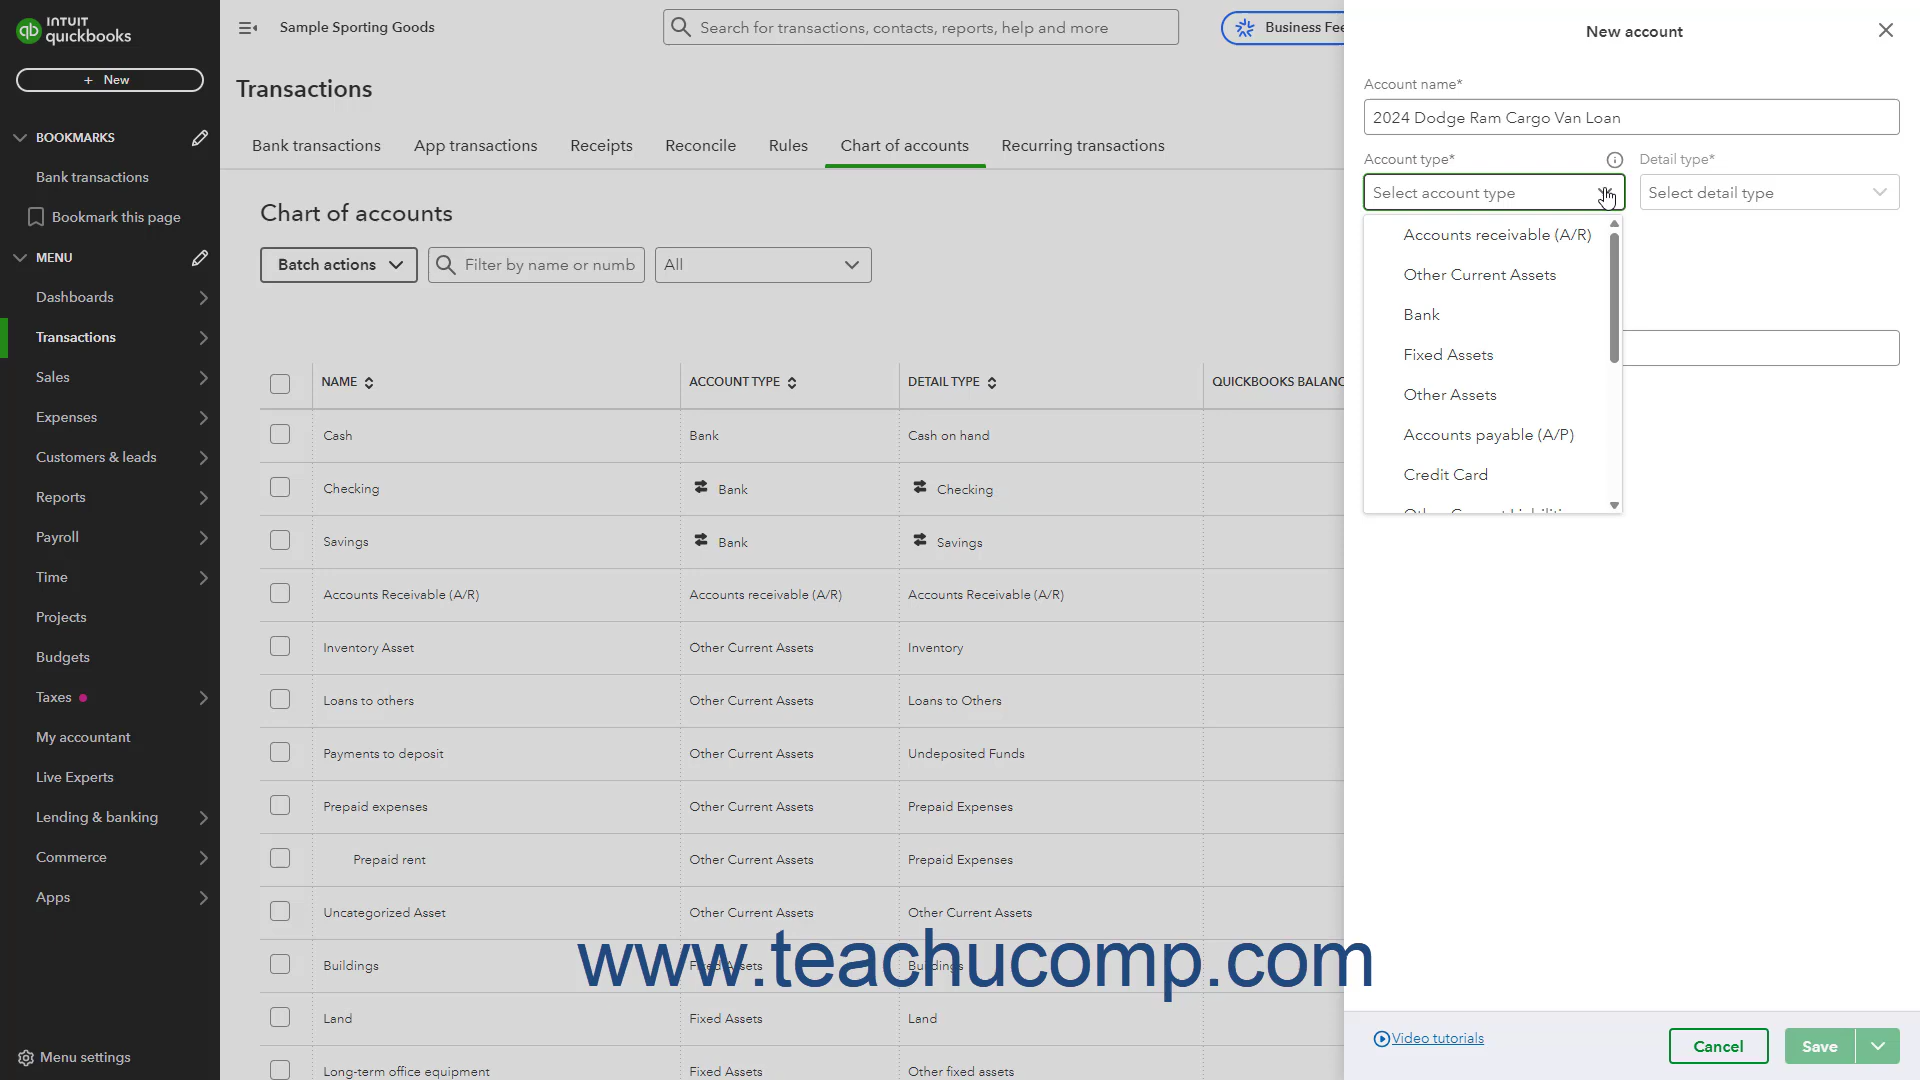 INTUIT
quickbooks
Sample Sporting Goods
Search for transactions, contacts, reports, help and more
Business Fee
New account
+ New
Transactions
Account name*
2024 Dodge Ram Cargo Van Loan
BOOKMARKS
Bank transactions
Bookmark this page
Bank transactions
App transactions
Receipts
Reconcile
Rules
Chart of accounts
Recurring transactions
Account type*
Detail type*
Select account type
Select detail type
Chart of accounts
Accounts receivable (A/R)
Other Current Assets
Bank
Fixed Assets
Other Assets
Accounts payable (A/P)
Credit Card
MENU
Dashboards
Transactions
Sales
Expenses
Customers & leads
Reports
Payroll
Time
Projects
Budgets
Taxes
My accountant
Live Experts
Lending & banking
Commerce
Apps
Menu settings
Batch actions
Filter by name or numb
All
NAME ACCOUNT TYPE DETAIL TYPE QUICKBOOKS BALANC
Cash Bank Cash on hand
Checking Bank Checking
Savings Bank Savings
Accounts Receivable (A/R) Accounts receivable (A/R) Accounts Receivable (A/R)
Inventory Asset Other Current Assets Inventory
Loans to others Other Current Assets Loans to Others
Payments to deposit Other Current Assets Undeposited Funds
Prepaid expenses Other Current Assets Prepaid Expenses
Prepaid rent Other Current Assets Prepaid Expenses
Uncategorized Asset Other Current Assets Other Current Assets
Buildings Fixed Assets Buildings
www.teachucomp.com
Land Fixed Assets Land
Long-term office equipment Fixed Assets Other fixed assets
Video tutorials
Cancel
Save